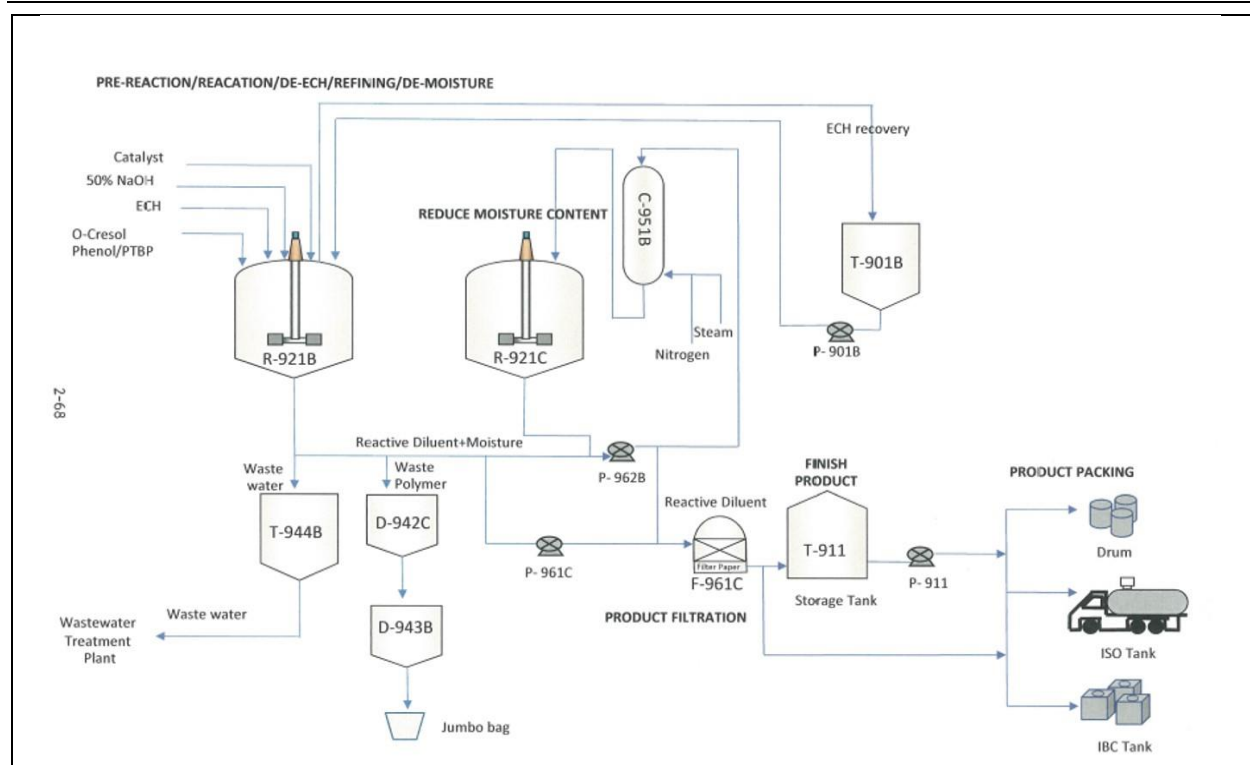 PRE-REACTION/REACATION/DE-ECH/REFINING/DE-MOISTURE
ECH recovery
Catalyst
50% NaOH
ECH
O-Cresol
Phenol/PTBP
REDUCE MOISTURE CONTENT
C-951B
T-901B
R-921B
R-921C
Steam
Nitrogen
P- 901B
2-68
Reactive Diluent+Moisture
Waste
water
Waste
Polymer
P- 962B
FINISH
PRODUCT
PRODUCT PACKING
Reactive Diluent
T-944B
D-942C
T-911
Drum
P- 961C
Filter Paper
F-961C
P- 911
Storage Tank
PRODUCT FILTRATION
Waste water
Wastewater
Treatment
Plant
D-943B
ISO Tank
Jumbo bag
IBC Tank